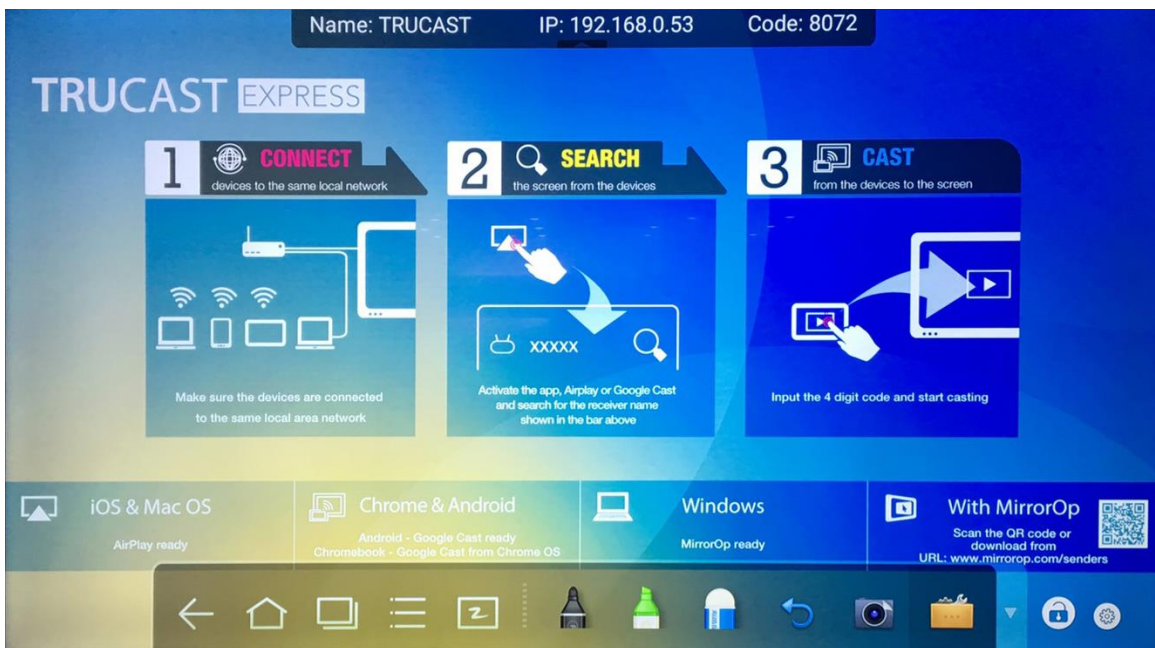 Name: TRUCAST IP: 192.168.0.53 Code: 8072
TRUCAST EXPRESS
1 CONNECT
devices to the same local network
2 SEARCH
the screen from the devices
3 CAST
from the devices to the screen
xxxxx
Make sure the devices are connected
to the same local area network
Activate the app, Airplay or Google Cast
and search for the receiver name
shown in the bar above
Input the 4 digit code and start casting
iOS & Mac OS
AirPlay ready
Chrome & Android
Android - Google Cast ready
Chromebook - Google Cast from Chrome OS
Windows
MirrorOp ready
With MirrorOp
Scan the QR code or
download from
URL: www.mirrorop.com/senders
2